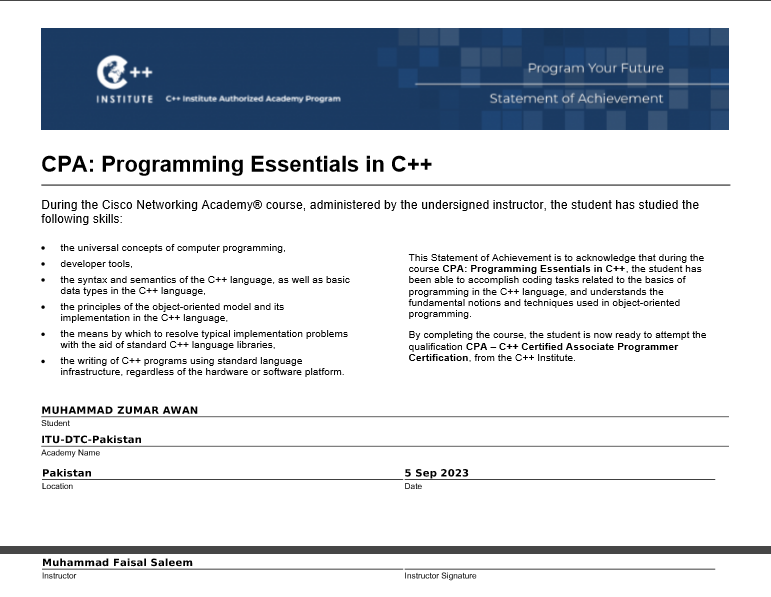 C++
INSTITUTE
C++ Institute Authorized Academy Program
Program Your Future
Statement of Achievement
CPA: Programming Essentials in C++
During the Cisco Networking Academy® course, administered by the undersigned instructor, the student has studied the
following skills:
• the universal concepts of computer programming,
• developer tools,
• the syntax and semantics of the C++ language, as well as basic
data types in the C++ language,
• the principles of the object-oriented model and its
implementation in the C++ language,
• the means by which to resolve typical implementation problems
with the aid of standard C++ language libraries,
• the writing of C++ programs using standard language
infrastructure, regardless of the hardware or software platform.
This Statement of Achievement is to acknowledge that during the
course CPA: Programming Essentials in C++, the student has
been able to accomplish coding tasks related to the basics of
programming in the C++ language, and understands the
fundamental notions and techniques used in object-oriented
programming.
By completing the course, the student is now ready to attempt the
qualification CPA – C++ Certified Associate Programmer
Certification, from the C++ Institute.
MUHAMMAD ZUMAR AWAN
Student
ITU-DTC-Pakistan
Academy Name
Pakistan
Location
5 Sep 2023
Date
Muhammad Faisal Saleem
Instructor
Instructor Signature